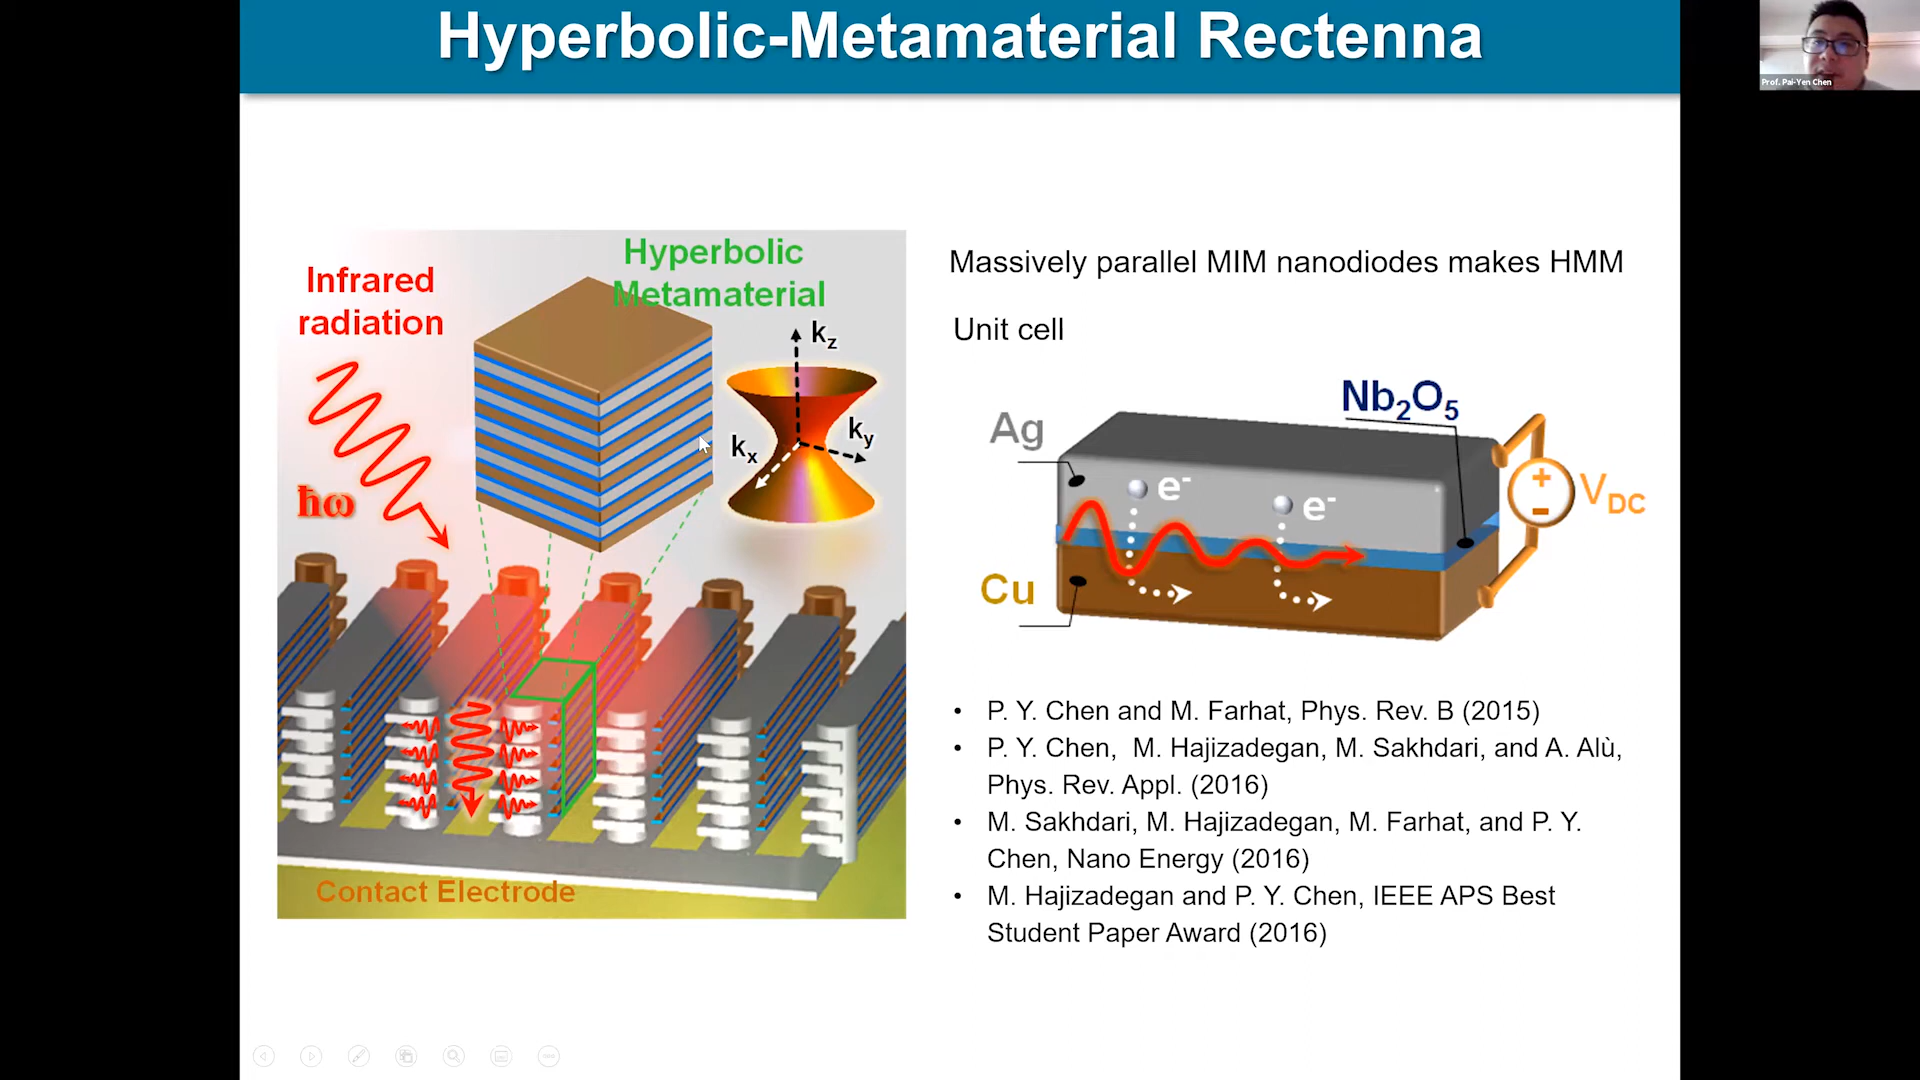 Hyperbolic-Metamaterial Rectenna
Prof. Pai-Yen Chen
Infrared
radiation
ħω
Hyperbolic
Metamaterial
kz
ky
kx
Contact Electrode
Massively parallel MIM nanodiodes makes HMM
Unit cell
Nb2O5
Ag
e-
e-
VDC
+
-
Cu
• P. Y. Chen and M. Farhat, Phys. Rev. B (2015)
• P. Y. Chen, M. Hajizadegan, M. Sakhdari, and A. Alù,
Phys. Rev. Appl. (2016)
• M. Sakhdari, M. Hajizadegan, M. Farhat, and P. Y.
Chen, Nano Energy (2016)
• M. Hajizadegan and P. Y. Chen, IEEE APS Best
Student Paper Award (2016)